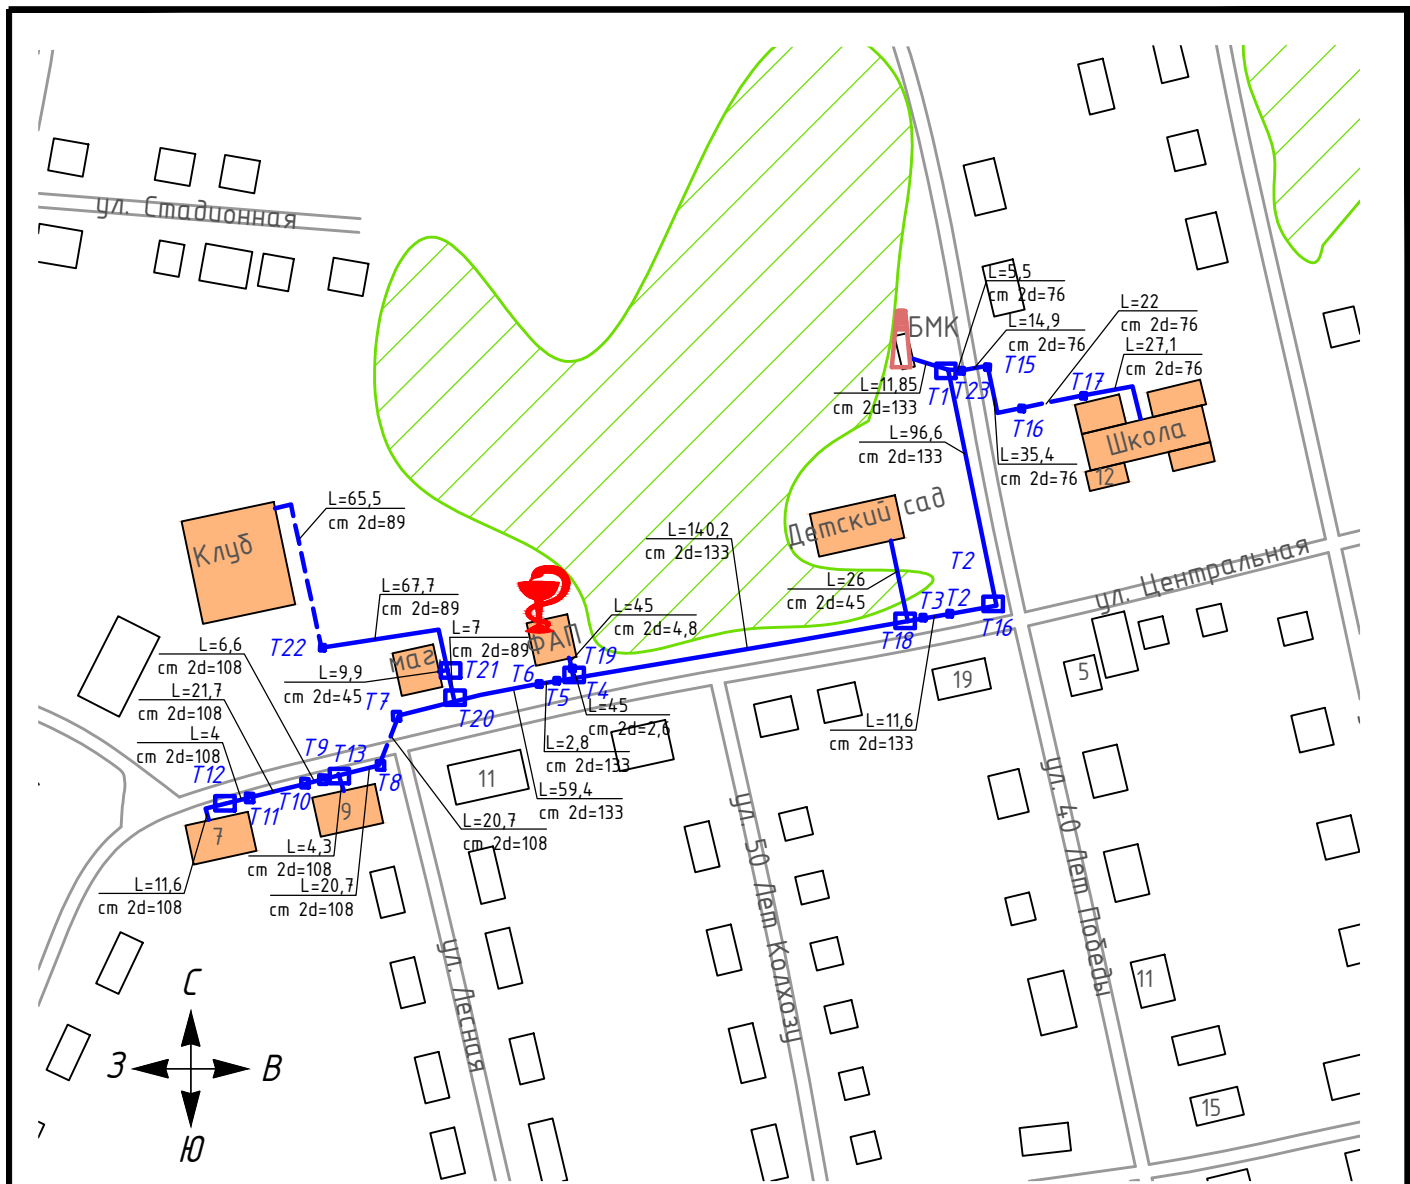 ул. Стадионная
БМК
L=5,5
ст 2d=76
L=14,9
ст 2d=76
L=22
ст 2d=76
L=27,1
ст 2d=76
L=11,85
ст 2d=133
T1
T23
T15
T17
T16
Школа
12
L=96,6
ст 2d=133
L=35,4
ст 2d=76
L=65,5
ст 2d=89
Клуб
Детский сад
L=140,2
ст 2d=133
T2
ул. Центральная
L=67,7
ст 2d=89
L=26
ст 2d=45
L=45
ст 2d=4,8
L=7
ст 2d=89
ФАП
T3
T2
T16
T18
T22
L=6,6
ст 2d=108
маг
T21
T6
T19
L=9,9
ст 2d=45
T5
T4
19
5
L=21,7
ст 2d=108
T7
T20
L=45
ст 2d=2,6
L=11,6
ст 2d=133
L=4
ст 2d=108
L=2,8
ст 2d=133
T9
T13
T12
T8
T10
T11
11
L=59,4
ст 2d=133
9
7
L=20,7
ст 2d=108
L=4,3
ст 2d=108
L=11,6
ст 2d=108
L=20,7
ст 2d=108
ул. Лесная
ул. 50 Лет Колхозу
ул. 40 Лет Победы
11
15
С
З
В
Ю